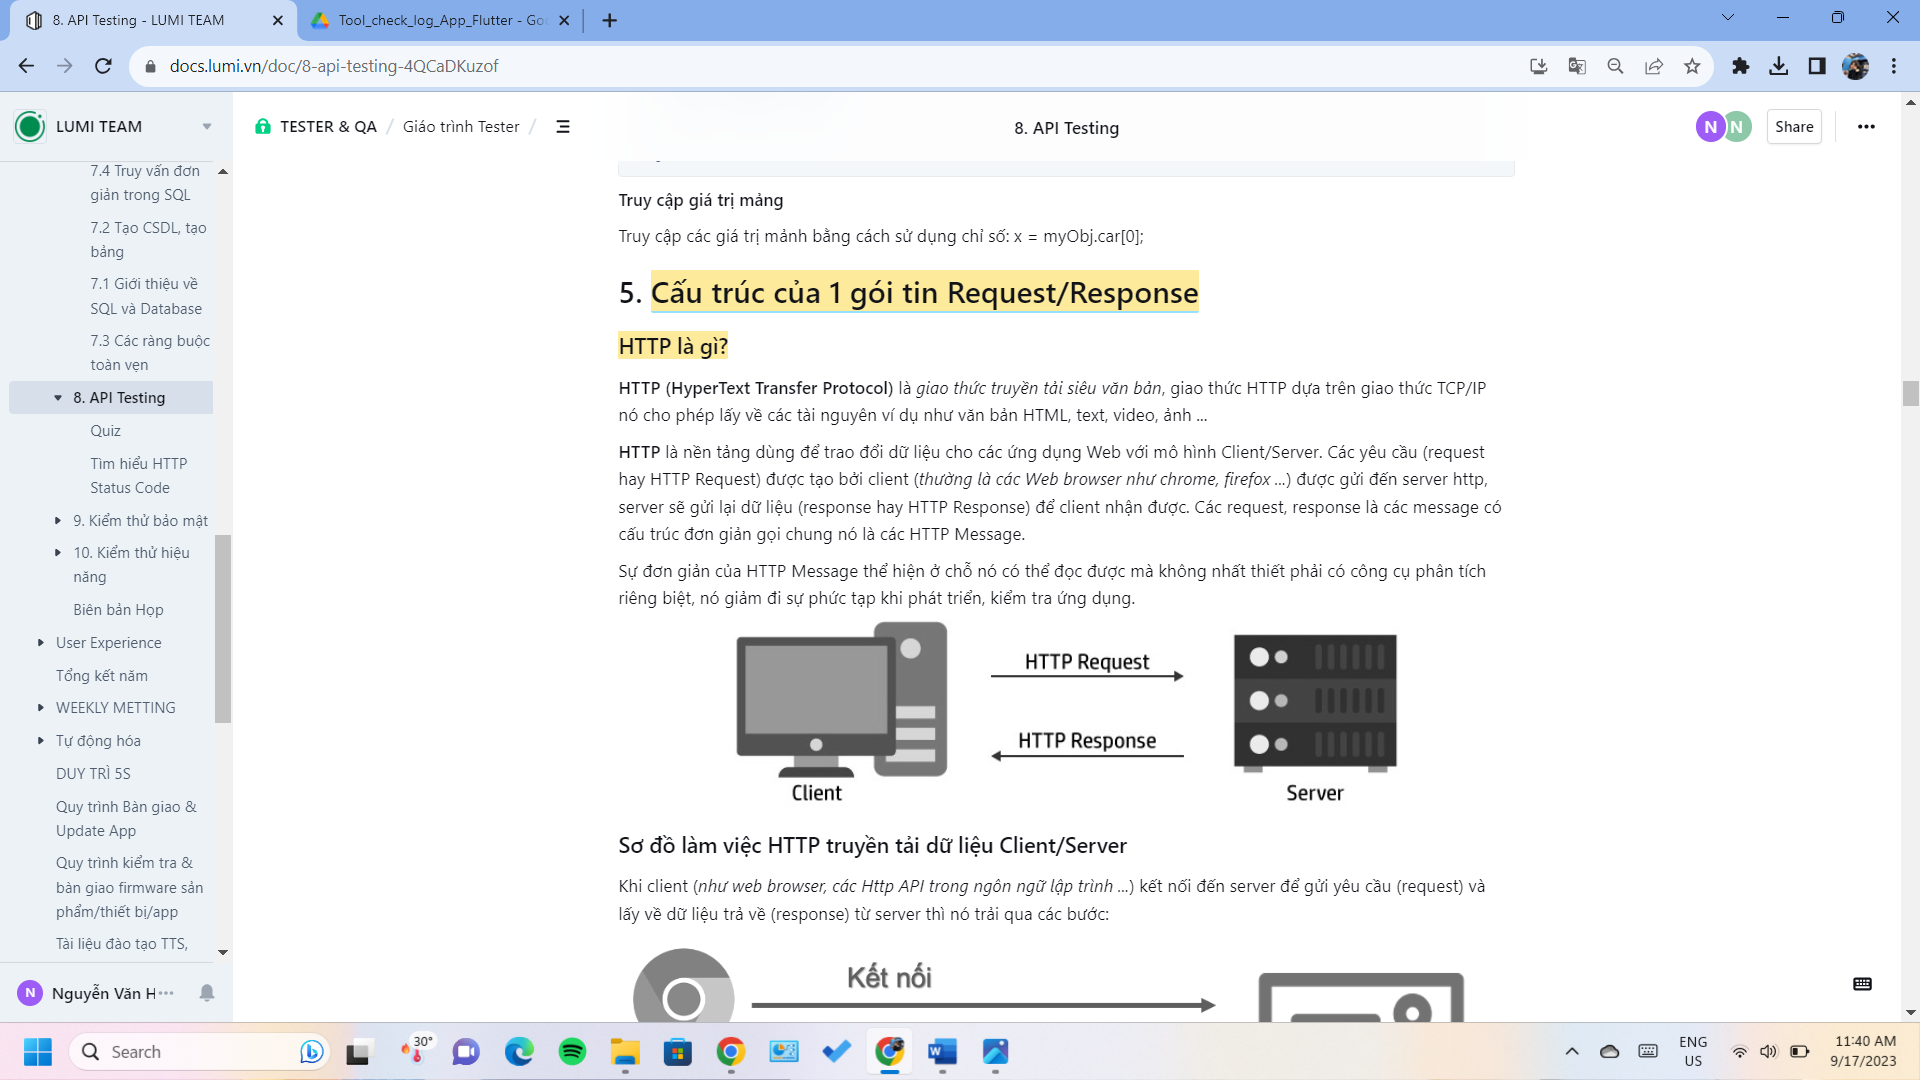 8. API Testing - LUMI TEAM
Tool_check_log_App_Flutter - Goo
docs.lumi.vn/doc/8-api-testing-4QCaDKuzof
LUMI TEAM
TESTER & QA / Giáo trình Tester /
8. API Testing
N
N
Share
7.4 Truy vấn đơn
giản trong SQL
7.2 Tạo CSDL, tạo
bảng
7.1 Giới thiệu về
SQL và Database
7.3 Các ràng buộc
toàn vẹn
8. API Testing
Quiz
Tìm hiểu HTTP
Status Code
9. Kiểm thử bảo mật
10. Kiểm thử hiệu
năng
Biên bản Họp
User Experience
Tổng kết năm
WEEKLY METTING
Tự động hóa
DUY TRÌ 5S
Quy trình Bàn giao &
Update App
Quy trình kiểm tra &
bàn giao firmware sản
phẩm/thiết bị/app
Tài liệu đào tạo TTS,
N
Nguyễn Văn H
Truy cập giá trị mảng
Truy cập các giá trị mảnh bằng cách sử dụng chỉ số: x = myObj.car[0];
5. Cấu trúc của 1 gói tin Request/Response
HTTP là gì?
HTTP (HyperText Transfer Protocol) là giao thức truyền tải siêu văn bản, giao thức HTTP dựa trên giao thức TCP/IP
nó cho phép lấy về các tài nguyên ví dụ như văn bản HTML, text, video, ảnh ...
HTTP là nền tảng dùng để trao đổi dữ liệu cho các ứng dụng Web với mô hình Client/Server. Các yêu cầu (request
hay HTTP Request) được tạo bởi client (thường là các Web browser như chrome, firefox ...) được gửi đến server http,
server sẽ gửi lại dữ liệu (response hay HTTP Response) để client nhận được. Các request, response là các message có
cấu trúc đơn giản gọi chung nó là các HTTP Message.
Sự đơn giản của HTTP Message thể hiện ở chỗ nó có thể đọc được mà không nhất thiết phải có công cụ phân tích
riêng biệt, nó giảm đi sự phức tạp khi phát triển, kiểm tra ứng dụng.
HTTP Request
HTTP Response
Client
Server
Sơ đồ làm việc HTTP truyền tải dữ liệu Client/Server
Khi client (như web browser, các Http API trong ngôn ngữ lập trình ...) kết nối đến server để gửi yêu cầu (request) và
lấy về dữ liệu trả về (response) từ server thì nó trải qua các bước:
Kết nối
Search
30°
ENG
US
11:40 AM
9/17/2023